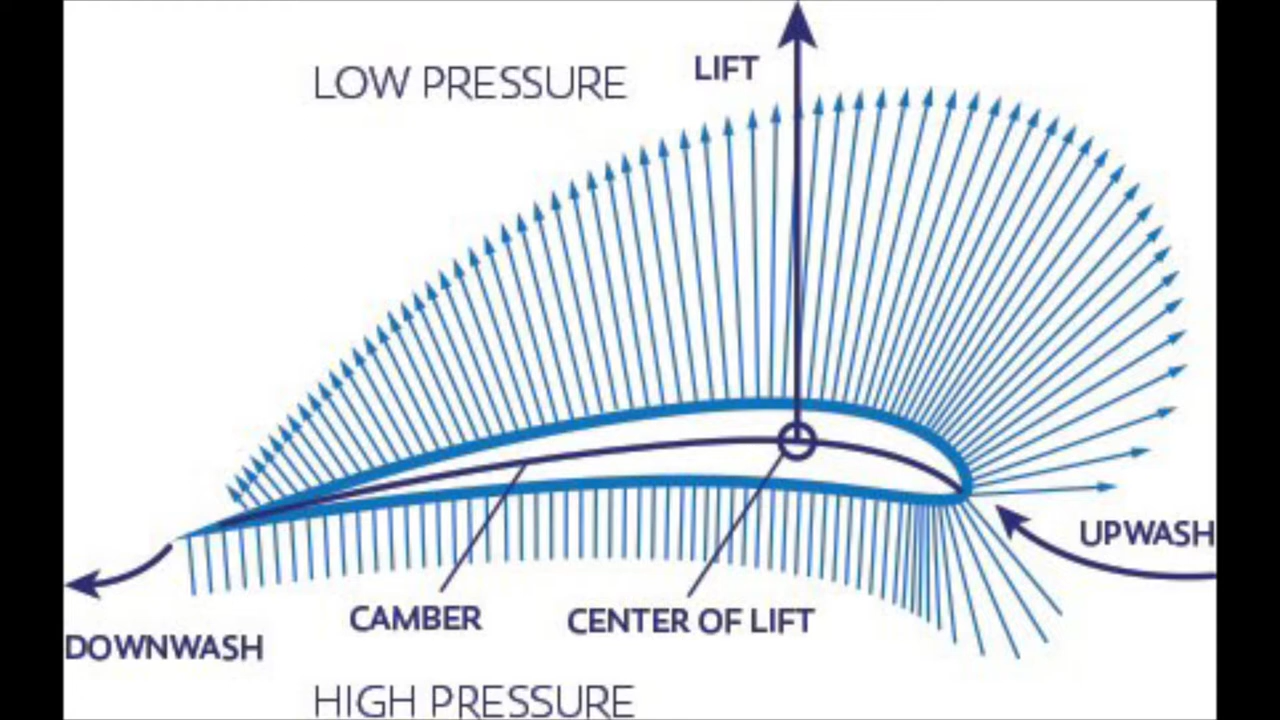 LIFT
LOW PRESSURE
UPWASH
CAMBER
CENTER OF LIFT
DOWNWASH
HIGH PRESSURE